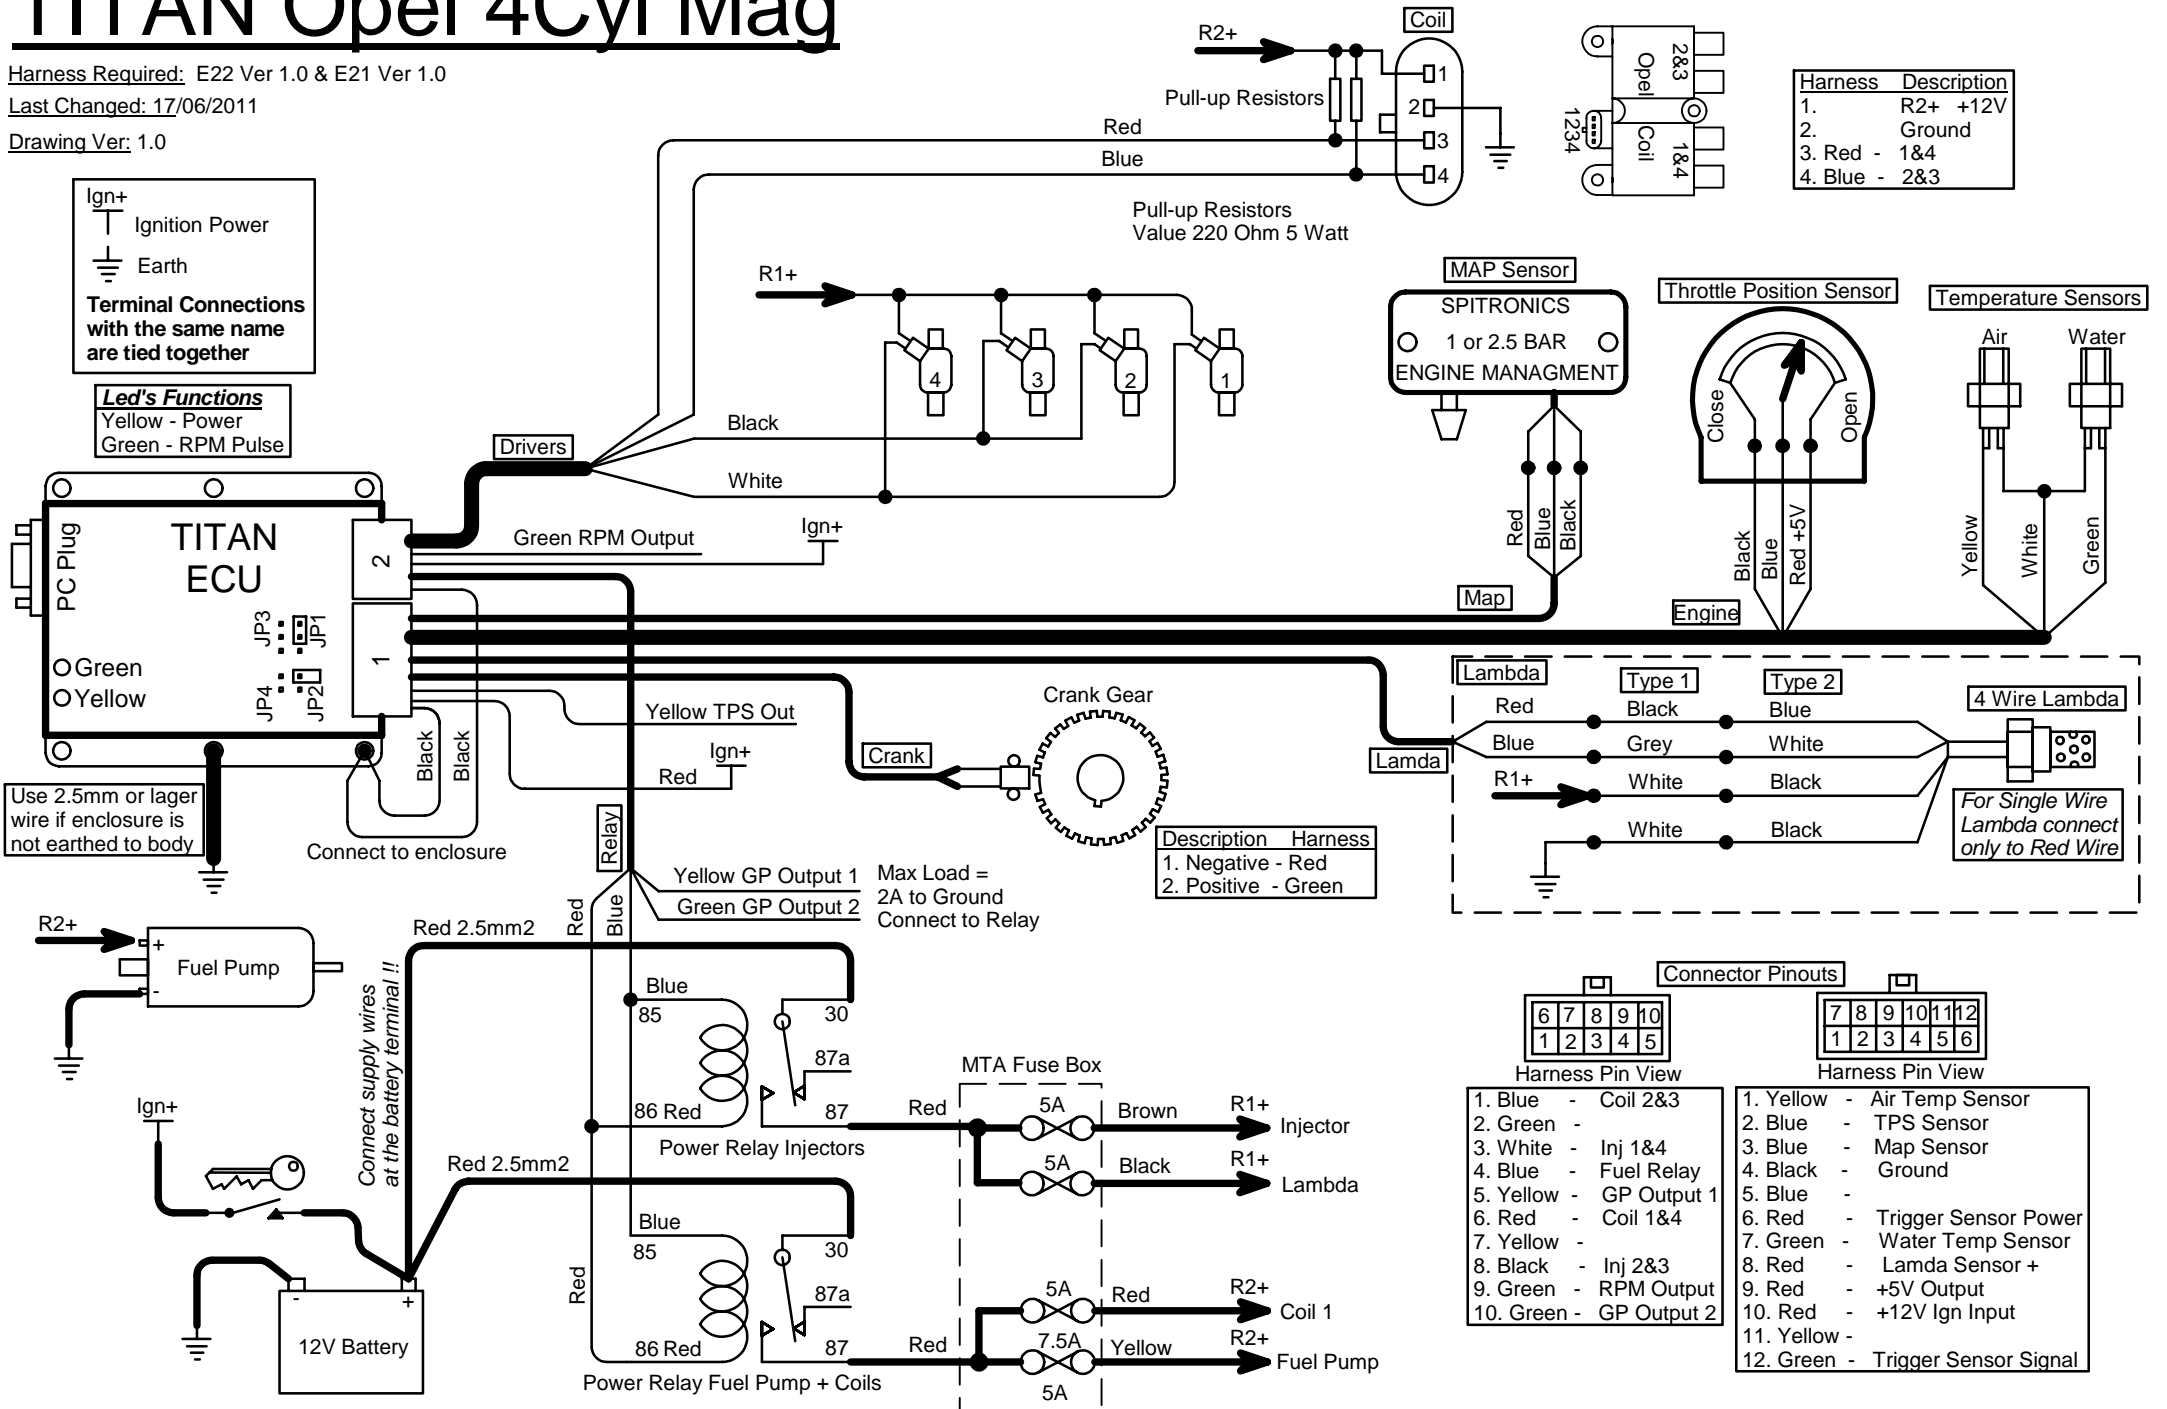 TITAN Opel 4Cyl Mag
Harness Required: E22 Ver 1.0 & E21 Ver 1.0
Last Changed: 17/06/2011
Drawing Ver: 1.0
Ign+
Ignition Power
Earth
Terminal Connections
with the same name
are tied together
Led's Functions
Yellow - Power
Green - RPM Pulse
R2+
Coil
1
2
3
4
Pull-up Resistors
Red
Blue
Pull-up Resistors
Value 220 Ohm 5 Watt
Opel
Coil
2&3
1&4
1234
Harness Description
1. R2+ +12V
2. Ground
3. Red - 1&4
4. Blue - 2&3
R1+
4
3
2
1
Black
White
Drivers
MAP Sensor
SPITRONICS
1 or 2.5 BAR
ENGINE MANAGMENT
Red
Blue
Black
Map
Throttle Position Sensor
Close
Open
Black
Blue
Red +5V
Engine
Temperature Sensors
Air
Water
Yellow
White
Green
PC Plug
TITAN
ECU
2
1
JP3
JP1
JP4
JP2
Green
Yellow
Green RPM Output
Ign+
Yellow TPS Out
Ign+
Red
Black
Black
Connect to enclosure
Use 2.5mm or lager
wire if enclosure is
not earthed to body
Crank
Crank Gear
Description Harness
1. Negative - Red
2. Positive - Green
Lambda
Type 1
Type 2
4 Wire Lambda
Lamda
Red
Black
Blue
Blue
Grey
White
R1+
White
Black
White
Black
For Single Wire
Lambda connect
only to Red Wire
Relay
Yellow GP Output 1
Green GP Output 2
Max Load =
2A to Ground
Connect to Relay
Red
Blue
R2+
+
-
Fuel Pump
Red 2.5mm2
Connect supply wires
at the battery terminal !!
Blue
85
30
87a
86 Red
87
Power Relay Injectors
Red
MTA Fuse Box
5A
Brown
R1+
Injector
5A
Black
R1+
Lambda
Ign+
Red 2.5mm2
-
+
12V Battery
Red
Blue
85
30
87a
86 Red
87
Power Relay Fuel Pump + Coils
Red
5A
Red
R2+
Coil 1
7.5A
Yellow
R2+
Fuel Pump
5A
Connector Pinouts
6 7 8 9 10
1 2 3 4 5
Harness Pin View
1. Blue - Coil 2&3
2. Green -
3. White - Inj 1&4
4. Blue - Fuel Relay
5. Yellow - GP Output 1
6. Red - Coil 1&4
7. Yellow -
8. Black - Inj 2&3
9. Green - RPM Output
10. Green - GP Output 2
7 8 9 10 11 12
1 2 3 4 5 6
Harness Pin View
1. Yellow - Air Temp Sensor
2. Blue - TPS Sensor
3. Blue - Map Sensor
4. Black - Ground
5. Blue -
6. Red - Trigger Sensor Power
7. Green - Water Temp Sensor
8. Red - Lamda Sensor +
9. Red - +5V Output
10. Red - +12V Ign Input
11. Yellow -
12. Green - Trigger Sensor Signal